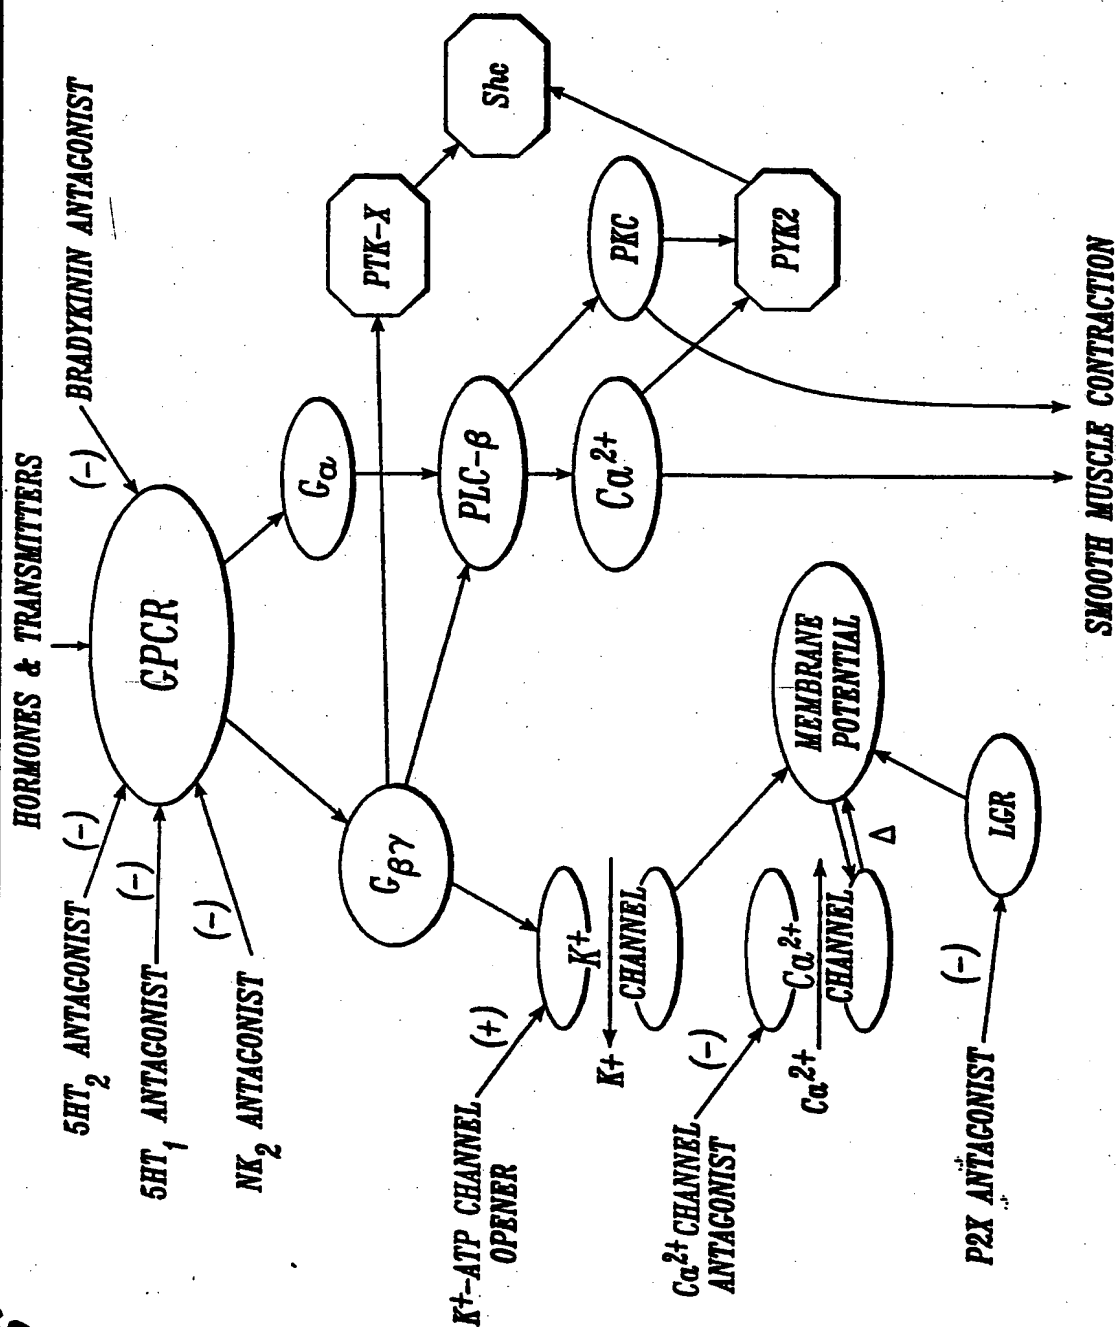 HORMONES & TRANSMITTERS
5HT2 ANTAGONIST
(-)
(-)
BRADYKININ ANTAGONIST
5HT1 ANTAGONIST
(-)
GPCR
NK2 ANTAGONIST
(-)
Gβγ
Gα
PTK-X
Shc
K+-ATP CHANNEL
OPENER
(+)
PLC-β
K+
CHANNEL
K+
Ca2+
PKC
Ca2+ CHANNEL
ANTAGONIST
(-)
Ca2+
CHANNEL
Ca2+
Δ
MEMBRANE
POTENTIAL
PYK2
P2X ANTAGONIST
(-)
LGR
SMOOTH MUSCLE CONTRACTION